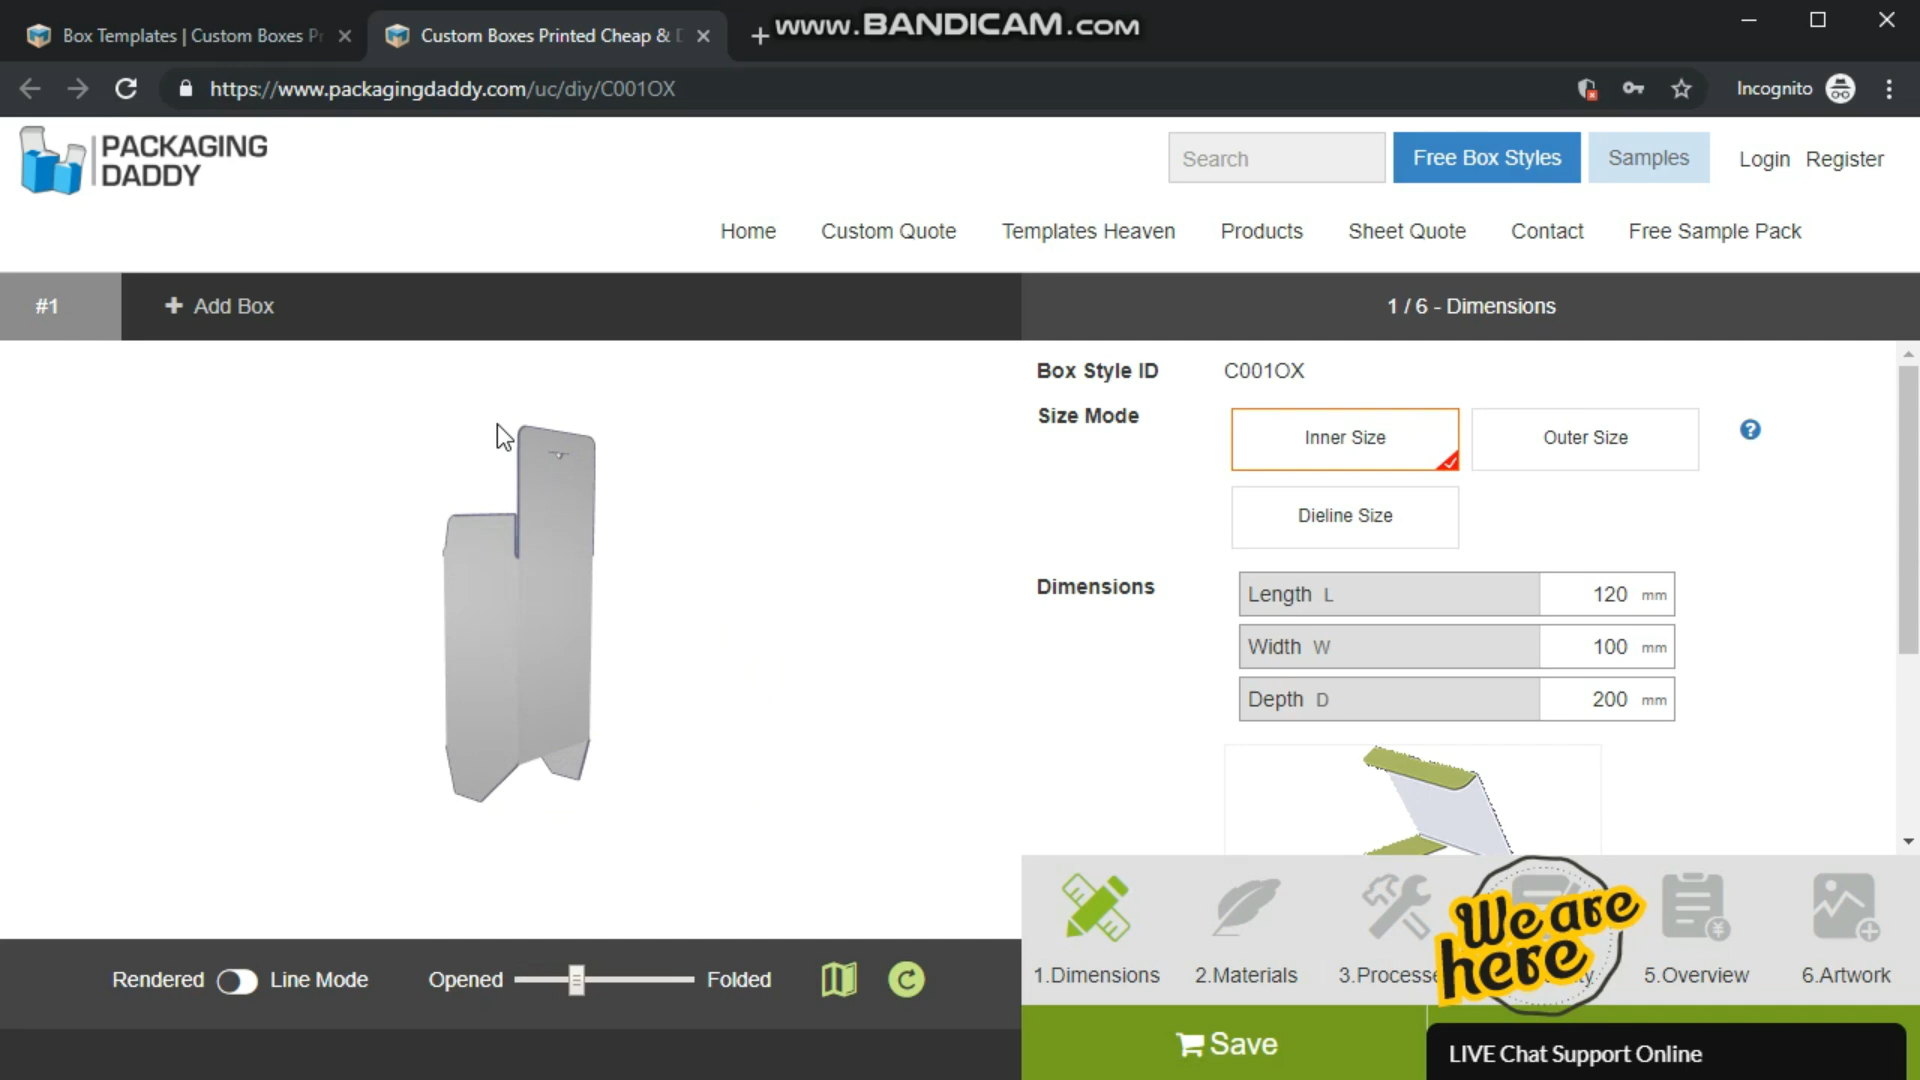 Box Templates | Custom Boxes Pr
Custom Boxes Printed Cheap & D
www.BANDICAM.com
https://www.packagingdaddy.com/uc/diy/C001OX
Incognito
PACKAGING
DADDY
Search
Free Box Styles
Samples
Login
Register
Home
Custom Quote
Templates Heaven
Products
Sheet Quote
Contact
Free Sample Pack
#1
+ Add Box
1 / 6 - Dimensions
Box Style ID
C001OX
Size Mode
Inner Size
Outer Size
?
Dieline Size
Dimensions
Length L 120 mm
Width W 100 mm
Depth D 200 mm
We are
here
1.Dimensions
2.Materials
3.Processe
5.Overview
6.Artwork
Rendered
Line Mode
Opened
Folded
Save
LIVE Chat Support Online